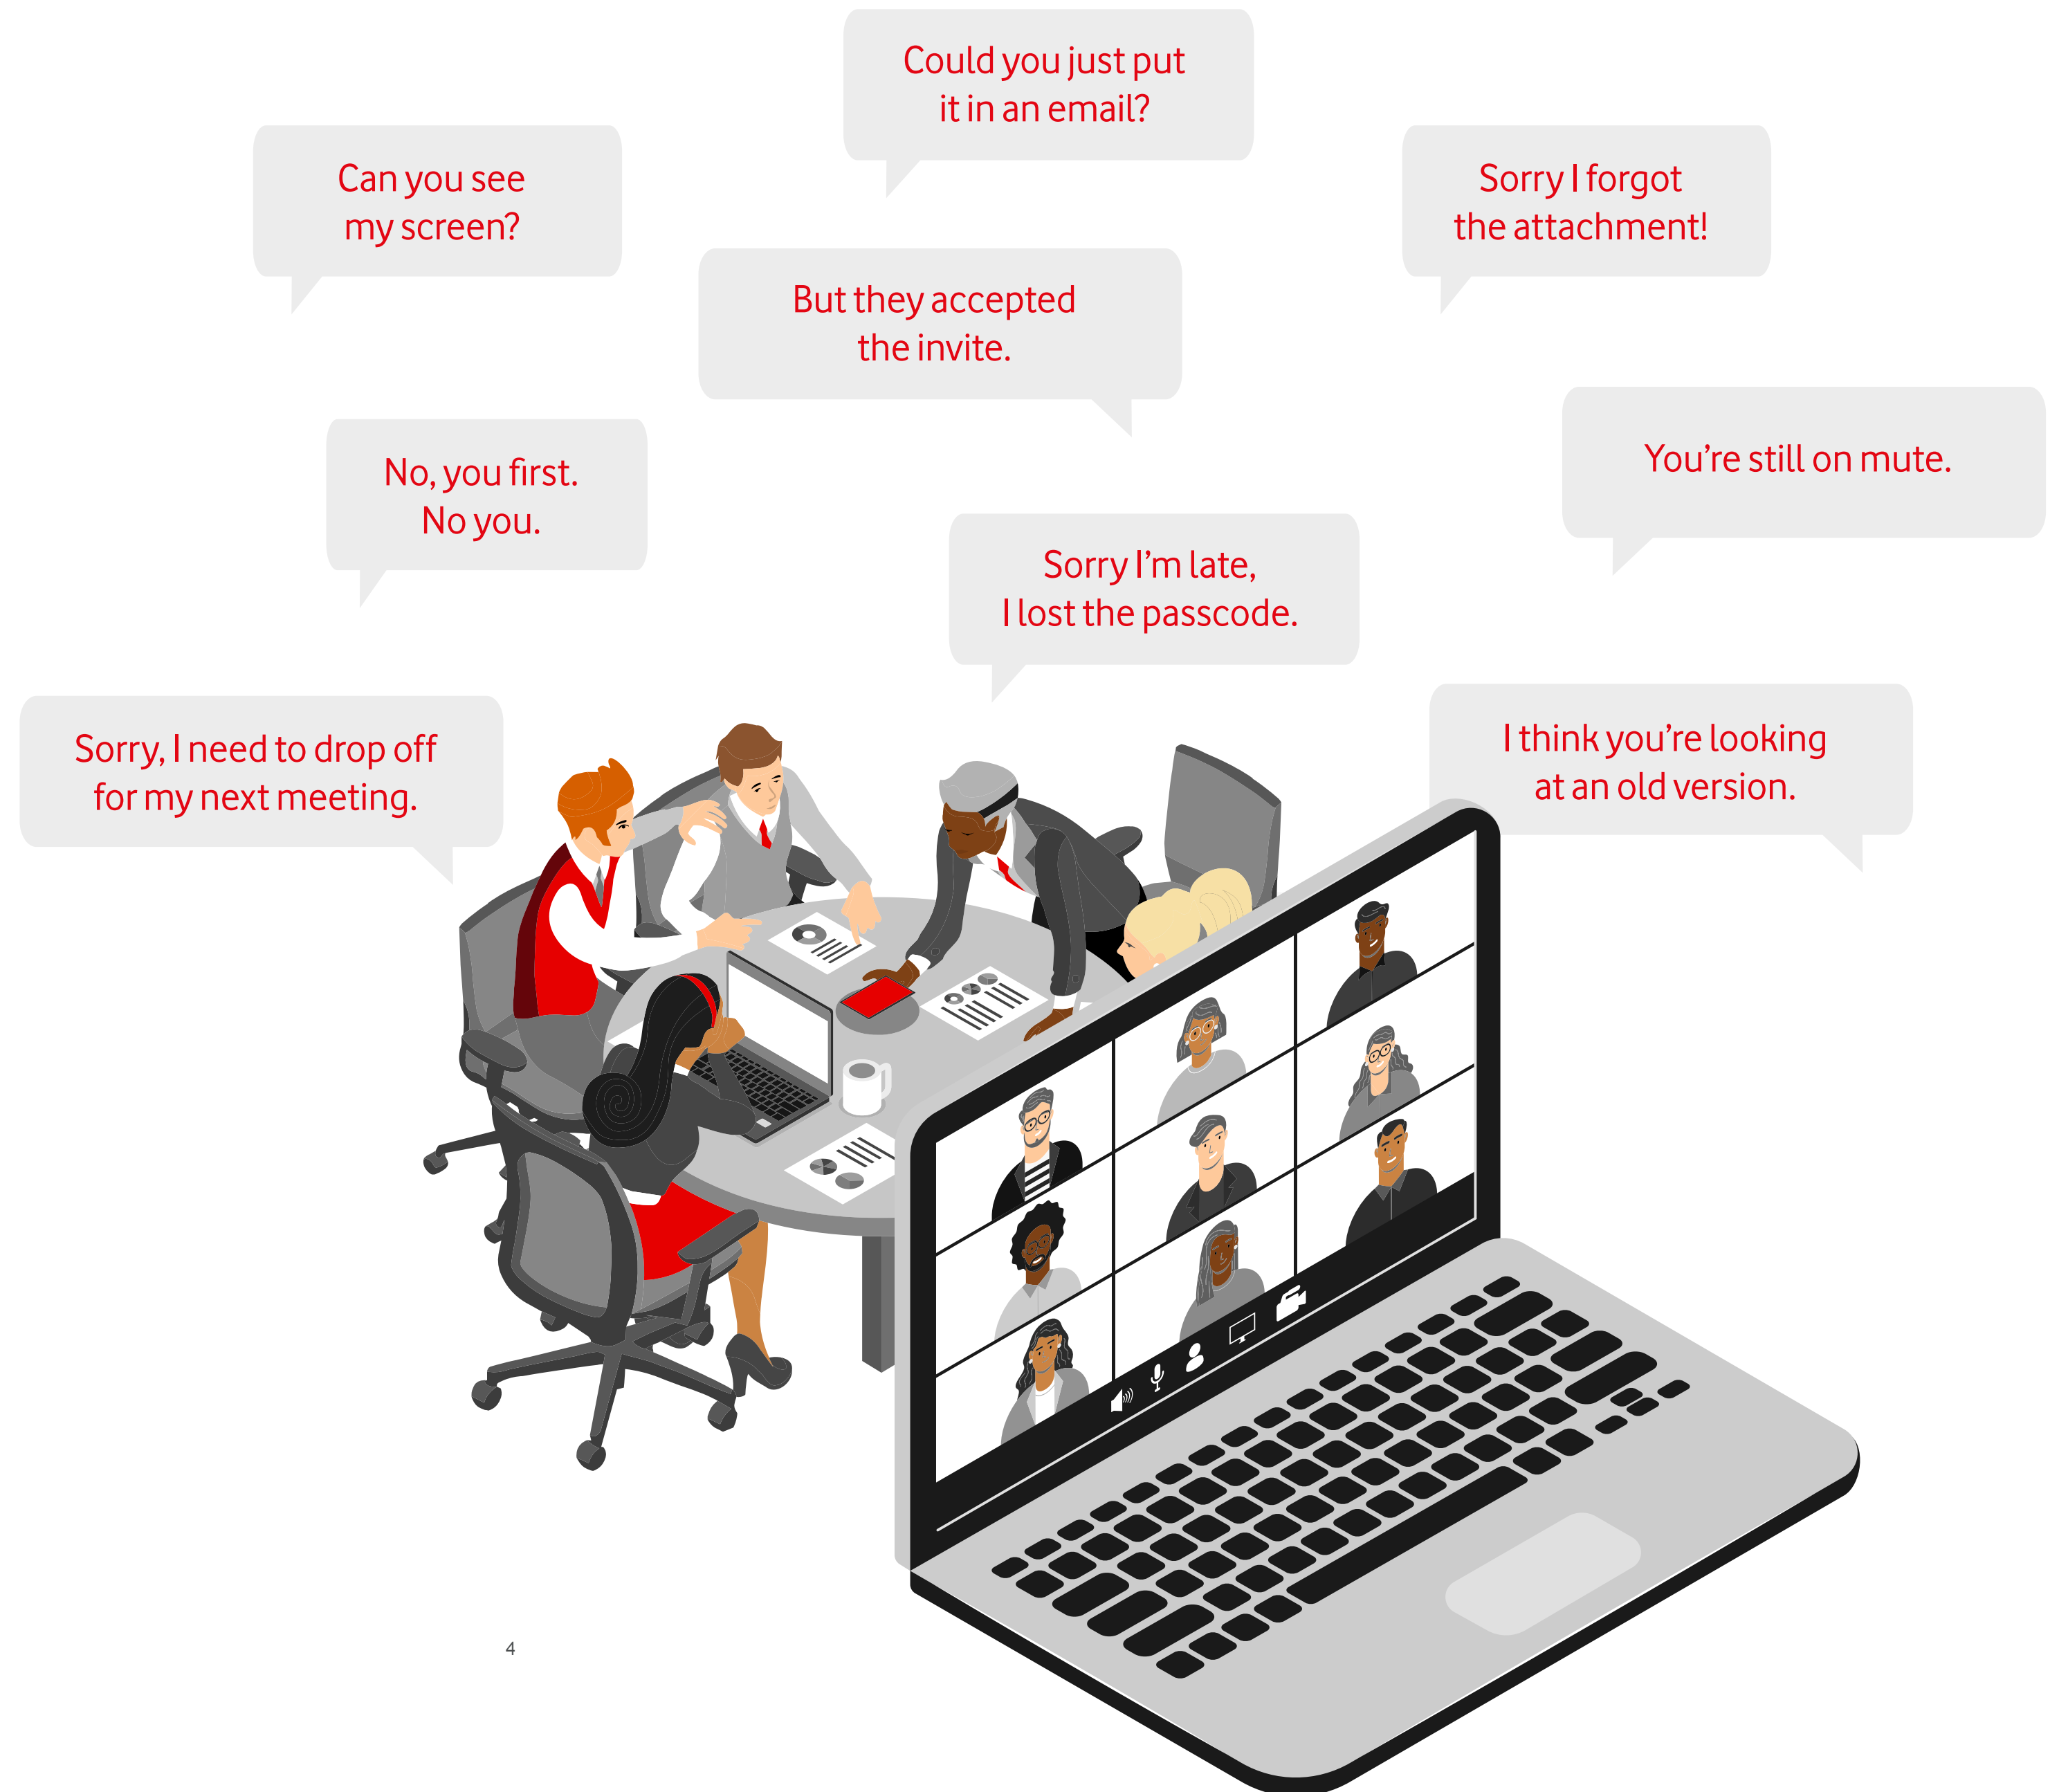 Could you just put
it in an email?
Can you see
my screen?
Sorry I forgot
the attachment!
But they accepted
the invite.
No, you first.
No you.
You’re still on mute.
Sorry I’m late,
I lost the passcode.
Sorry, I need to drop off
for my next meeting.
I think you’re looking
at an old version.
4